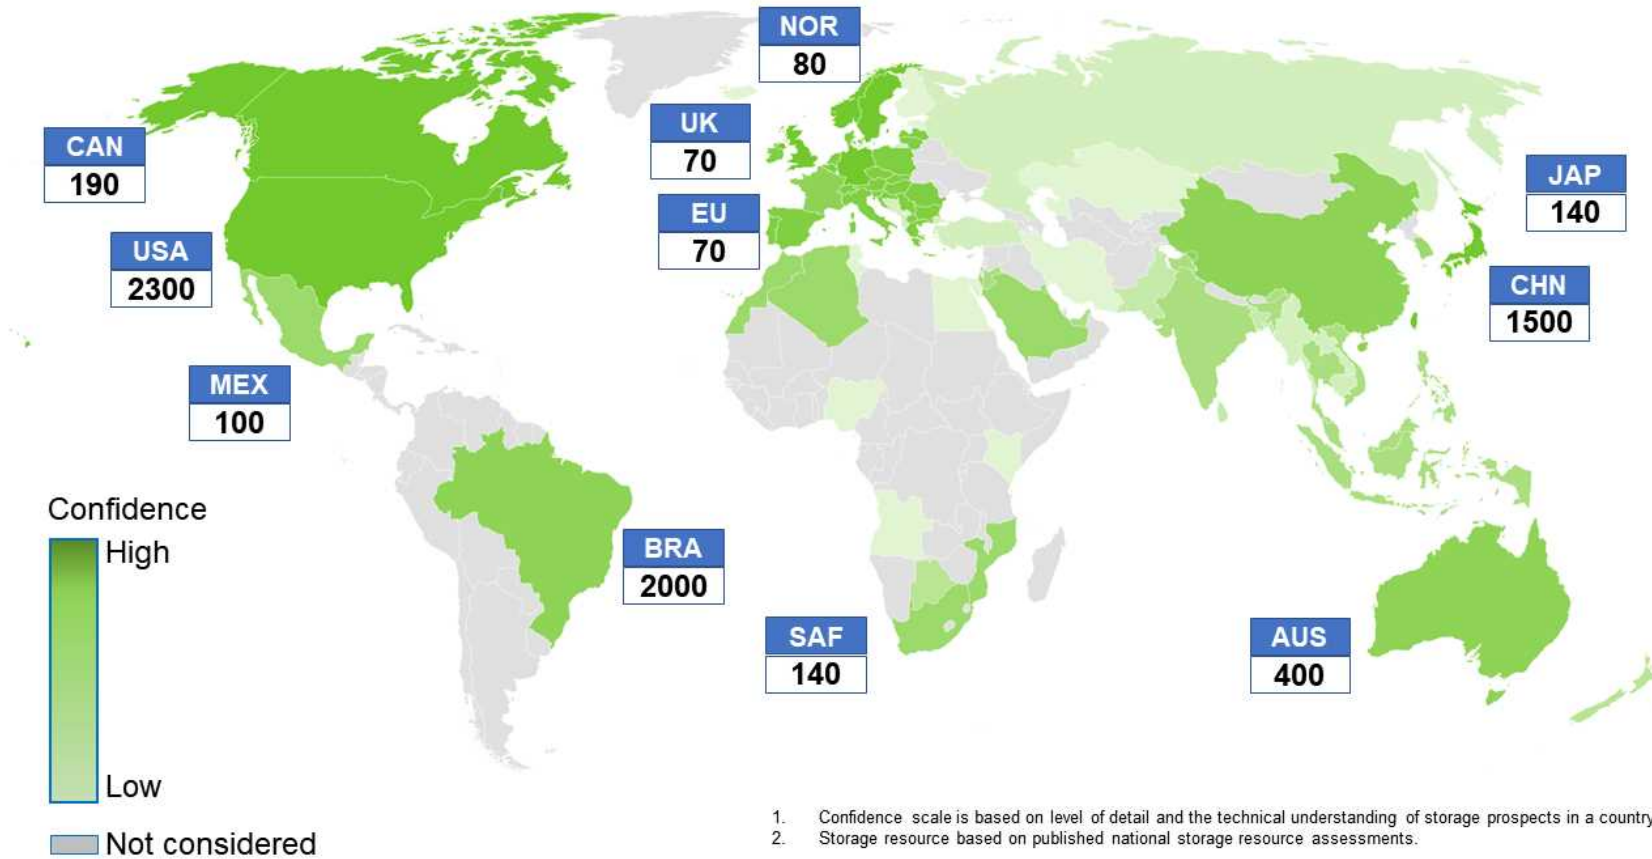 NOR
80
UK
70
CAN
190
EU
70
JAP
140
USA
2300
CHN
1500
MEX
100
Confidence
High
Low
Not considered
BRA
2000
SAF
140
AUS
400
1. Confidence scale is based on level of detail and the technical understanding of storage prospects in a country
2. Storage resource based on published national storage resource assessments.